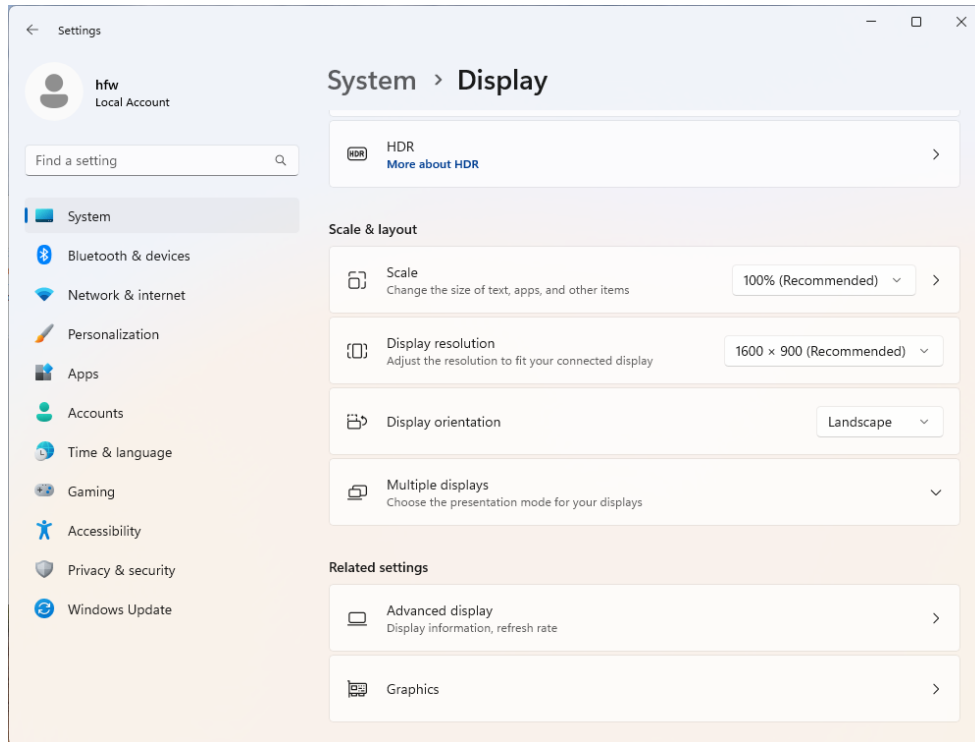 Settings
hfw
Local Account
Find a setting
System
Bluetooth & devices
Network & internet
Personalization
Apps
Accounts
Time & language
Gaming
Accessibility
Privacy & security
Windows Update
System > Display
HDR
HDR
More about HDR
Scale & layout
Scale
Change the size of text, apps, and other items
100% (Recommended)
Display resolution
Adjust the resolution to fit your connected display
1600 × 900 (Recommended)
Display orientation
Landscape
Multiple displays
Choose the presentation mode for your displays
Related settings
Advanced display
Display information, refresh rate
Graphics